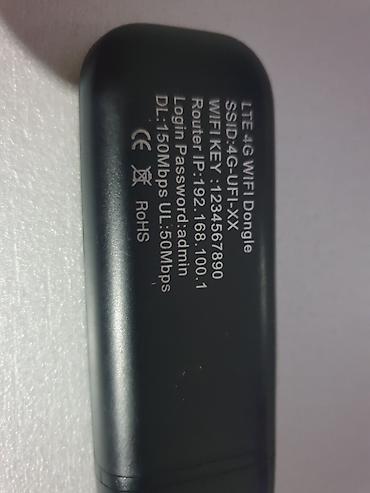 LTE 4G WIFI Dongle
SSID:4G-UFI-XX
WIFI KEY :1234567890
Router IP:192.168.100.1
Login Password:admin
DL:150Mbps UL:50Mbps
CE RoHS